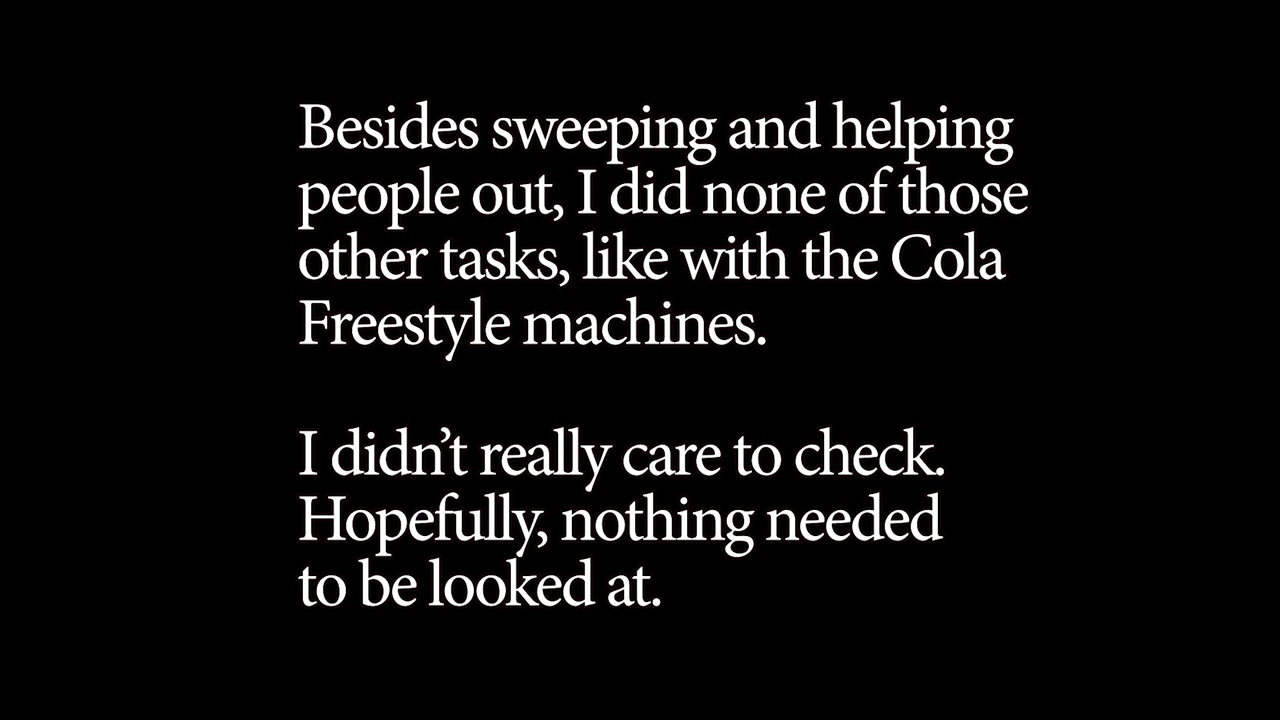 Besides sweeping and helping
people out, I did none of those
other tasks, like with the Cola
Freestyle machines.
I didn’t really care to check.
Hopefully, nothing needed
to be looked at.